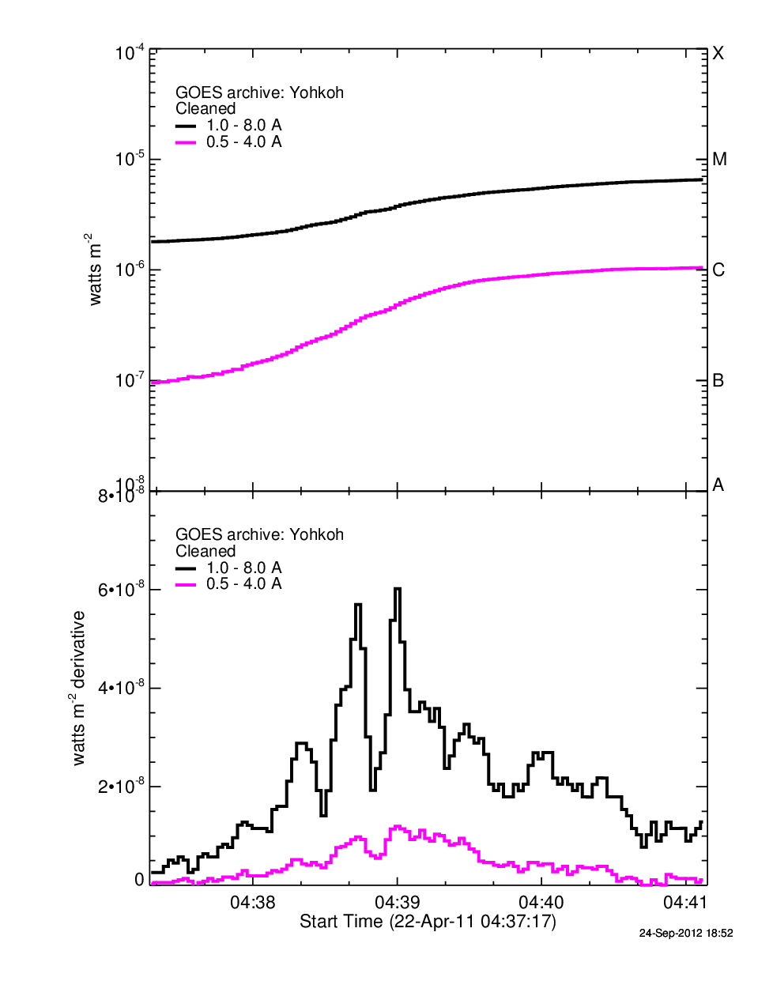 10-4 X
GOES archive: Yohkoh
Cleaned
1.0 - 8.0 A
0.5 - 4.0 A
10-5 M
watts m-2
10-6 C
10-7 B
10-8 A
8•10-8
GOES archive: Yohkoh
Cleaned
1.0 - 8.0 A
0.5 - 4.0 A
6•10-8
watts m-2 derivative
4•10-8
2•10-8
0
04:38 04:39 04:40 04:41
Start Time (22-Apr-11 04:37:17)
24-Sep-2012 18:52